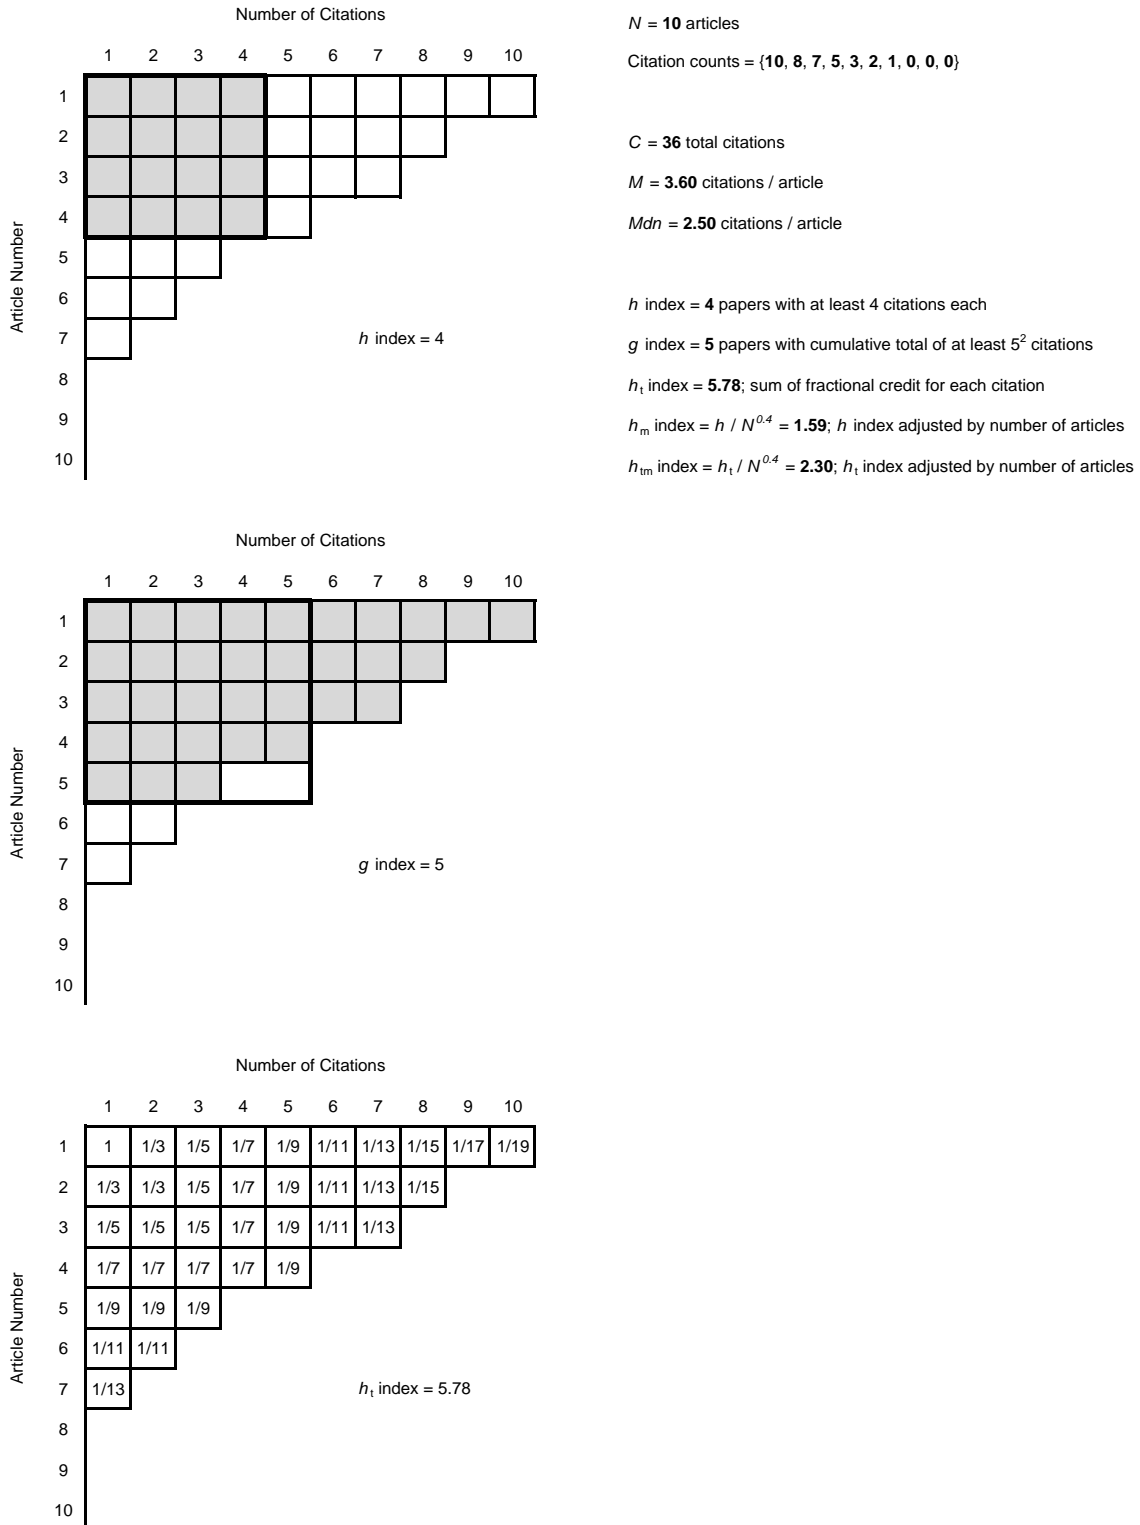 Number of Citations
1 2 3 4 5 6 7 8 9 10
Article Number
1
2
3
4
5
6
7
8
9
10
h index = 4
N = 10 articles
Citation counts = {10, 8, 7, 5, 3, 2, 1, 0, 0, 0}
C = 36 total citations
M = 3.60 citations / article
Mdn = 2.50 citations / article
h index = 4 papers with at least 4 citations each
g index = 5 papers with cumulative total of at least 5² citations
hₜ index = 5.78; sum of fractional credit for each citation
hₘ index = h / N^0.4 = 1.59; h index adjusted by number of articles
hₜₘ index = hₜ / N^0.4 = 2.30; hₜ index adjusted by number of articles
Number of Citations
1 2 3 4 5 6 7 8 9 10
Article Number
1
2
3
4
5
6
7
8
9
10
g index = 5
Number of Citations
1 2 3 4 5 6 7 8 9 10
Article Number
1 1 1/3 1/5 1/7 1/9 1/11 1/13 1/15 1/17 1/19
2 1/3 1/3 1/5 1/7 1/9 1/11 1/13 1/15
3 1/5 1/5 1/5 1/7 1/9 1/11 1/13
4 1/7 1/7 1/7 1/7 1/9
5 1/9 1/9 1/9
6 1/11 1/11
7 1/13
hₜ index = 5.78
8
9
10